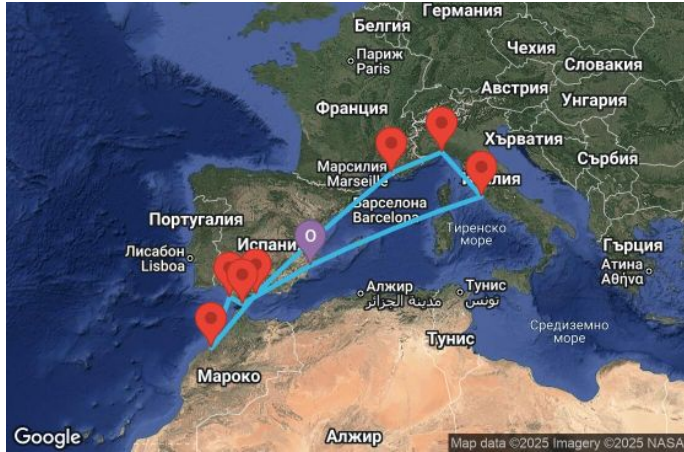 Германия
Белгия
Париж
Paris
Чехия
Словакия
Австрия
Унгария
Франция
Хърватия
Сърбия
Марсилия
Marseille
Барселона
Barcelona
Португалия
Тиренско
море
Лисабон
Lisboa
O
Гърция
Атина
Αθήνα
Алжир
مدينة الجزائر
Тунис
تونس
Средиземно
море
Тунис
Мароко
Алжир
Google
Map data ©2025 Imagery ©2025 NASA